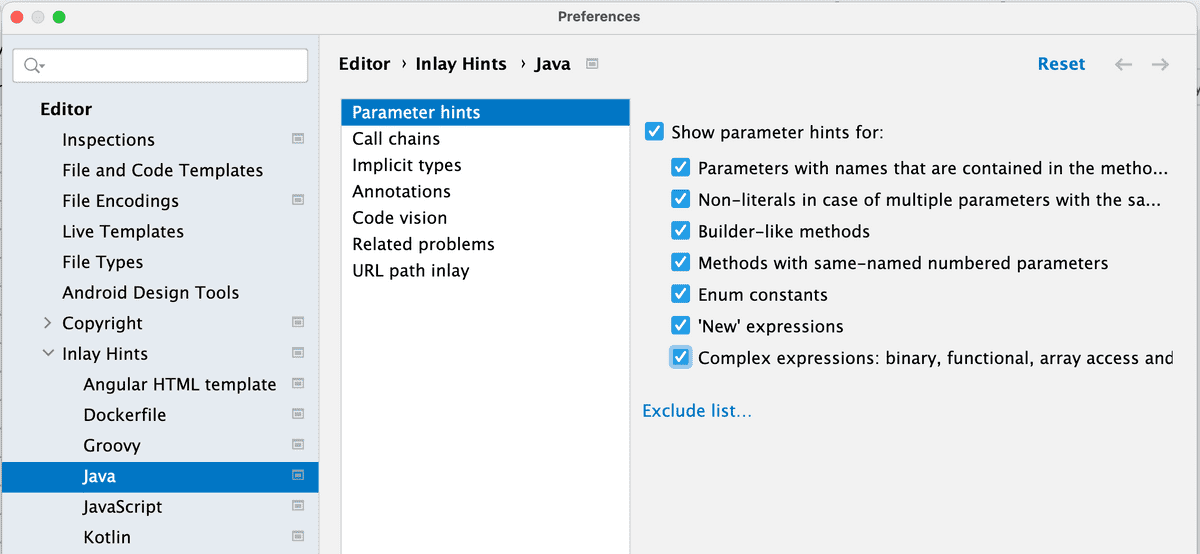 Preferences
Editor › Inlay Hints › Java
Reset
Editor
Inspections
File and Code Templates
File Encodings
Live Templates
File Types
Android Design Tools
Copyright
Inlay Hints
Angular HTML template
Dockerfile
Groovy
Java
JavaScript
Kotlin
Parameter hints
Call chains
Implicit types
Annotations
Code vision
Related problems
URL path inlay
Show parameter hints for:
Parameters with names that are contained in the metho...
Non-literals in case of multiple parameters with the sa...
Builder-like methods
Methods with same-named numbered parameters
Enum constants
'New' expressions
Complex expressions: binary, functional, array access and
Exclude list...